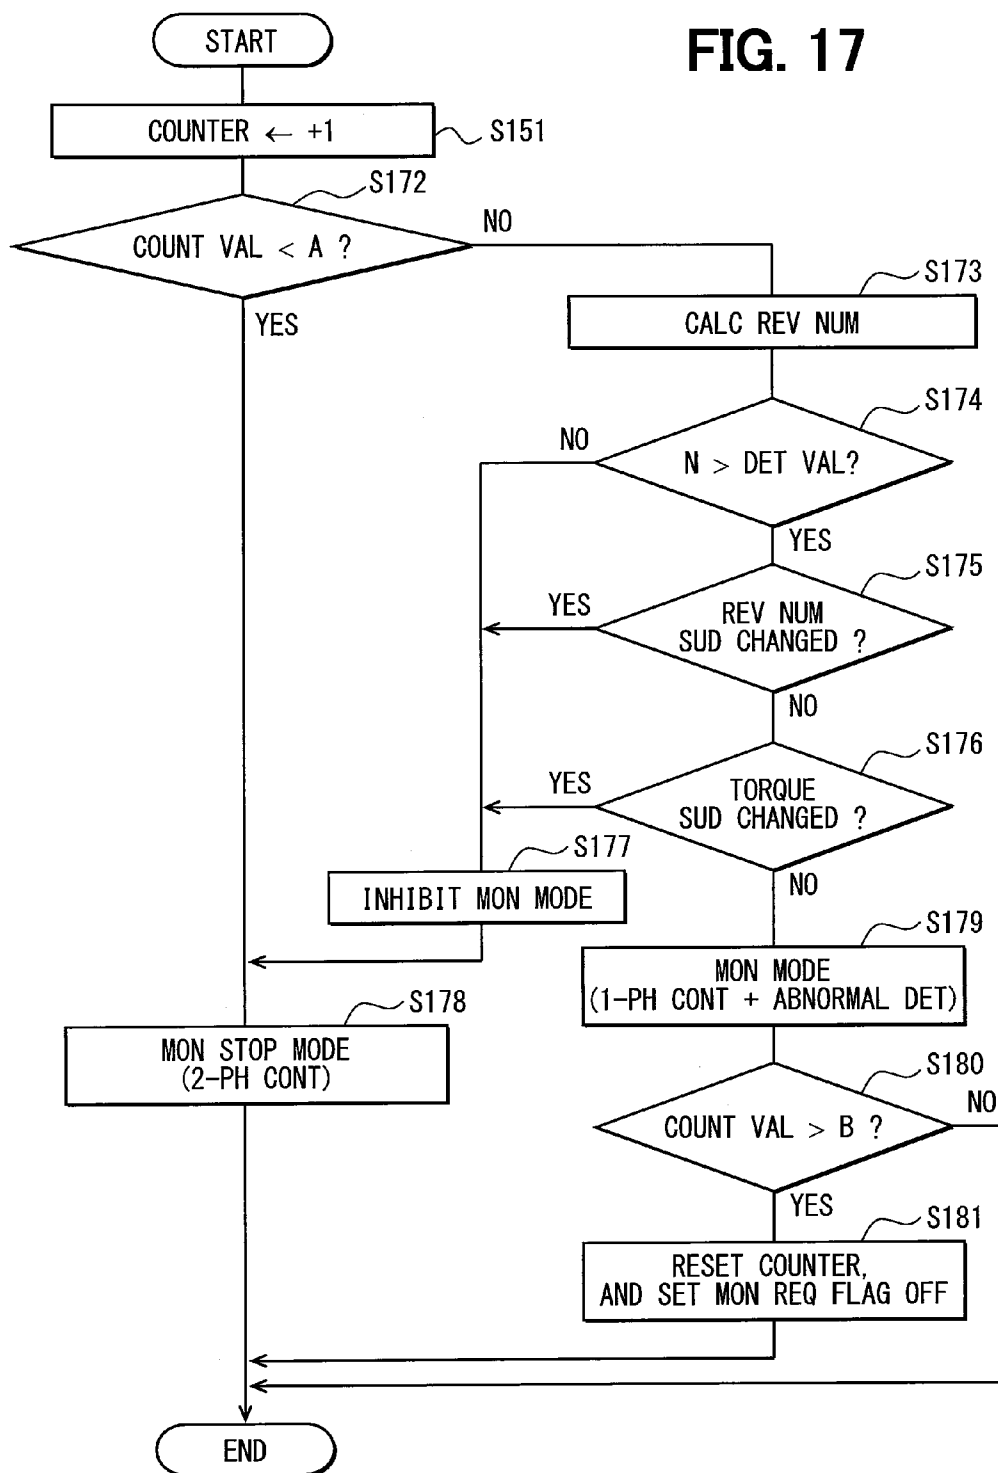 FIG. 17
START
COUNTER ← +1
S151
S172
COUNT VAL < A ?
NO
YES
S173
CALC REV NUM
S174
N > DET VAL?
NO
YES
S175
REV NUM
SUD CHANGED ?
YES
NO
S176
TORQUE
SUD CHANGED ?
YES
NO
S177
INHIBIT MON MODE
S179
MON MODE
(1-PH CONT + ABNORMAL DET)
S178
MON STOP MODE
(2-PH CONT)
S180
COUNT VAL > B ?
NO
YES
S181
RESET COUNTER,
AND SET MON REQ FLAG OFF
END